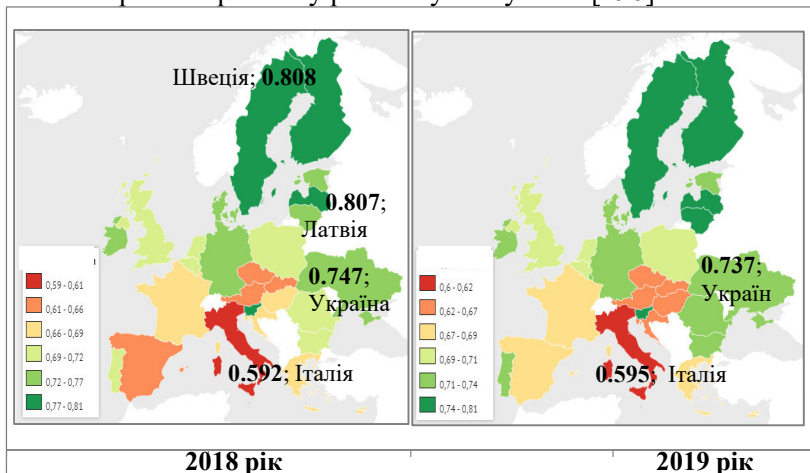 Швеція; 0.808
0.807;
Латвія
0.747;
Україна
0.592; Італія
0,59 - 0,61
0,61 - 0,66
0,66 - 0,69
0,69 - 0,72
0,72 - 0,77
0,77 - 0,81
0.737;
Україн
0.595; Італія
0,6 - 0,62
0,62 - 0,67
0,67 - 0,69
0,69 - 0,71
0,71 - 0,74
0,74 - 0,81
2018 рік
2019 рік